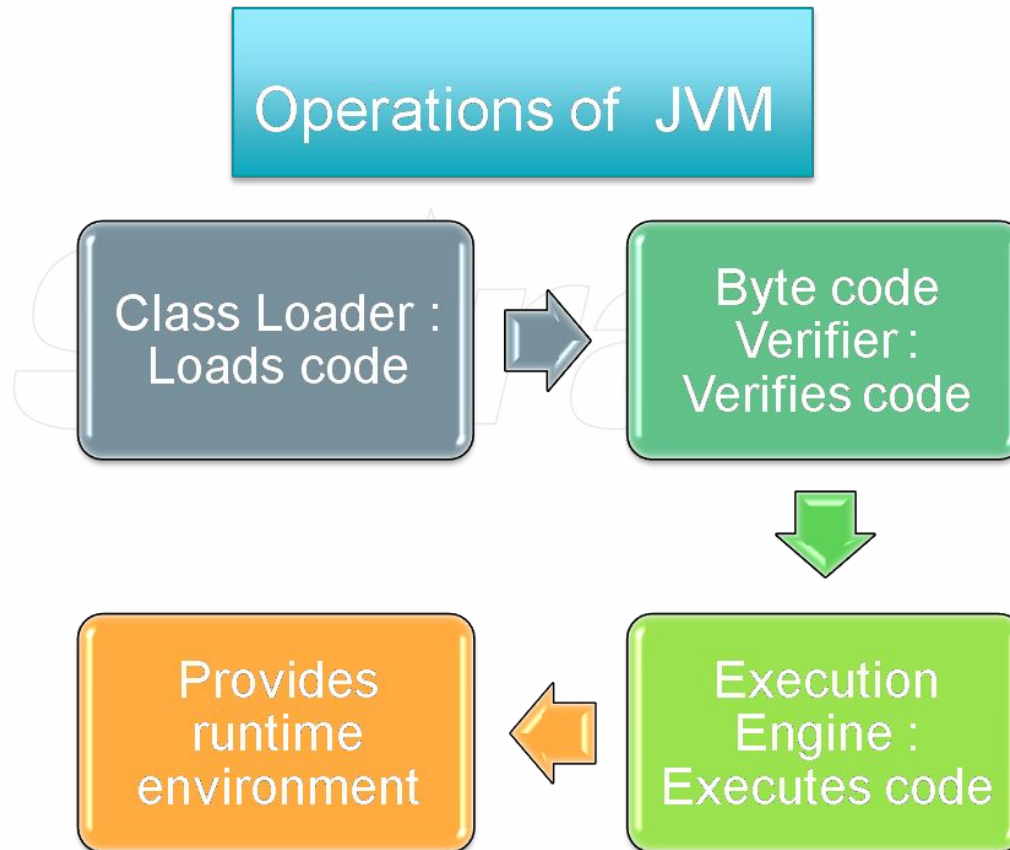 Operations of JVM
Class Loader :
Loads code
Byte code
Verifier :
Verifies code
Execution
Engine :
Executes code
Provides
runtime
environment